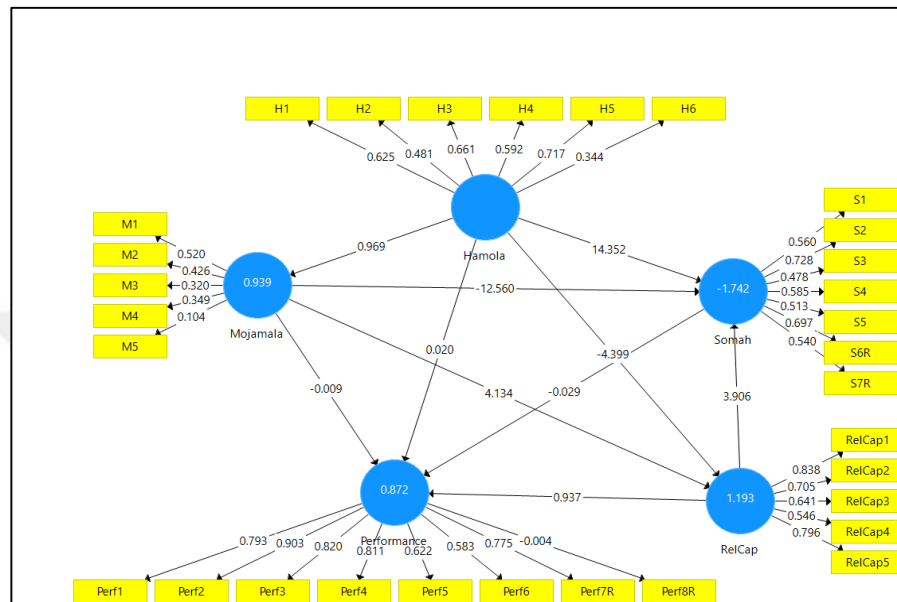 H1 H2 H3 H4 H5 H6
0.625 0.481 0.661 0.592 0.717 0.344
Hamola
M1
M2
M3
M4
M5
0.520
0.426
0.320
0.349
0.104
0.939
Mojamala
0.969
14.352
-12.560
S1
S2
S3
S4
S5
S6R
S7R
0.560
0.728
0.478
0.585
0.513
0.697
0.540
-1.742
Somah
0.020
-4.399
-0.009
4.134
-0.029
3.906
RelCap1
RelCap2
RelCap3
RelCap4
RelCap5
0.838
0.705
0.641
0.546
0.796
1.193
RelCap
0.937
0.872
Performance
0.793 0.903 0.820 0.811 0.622 0.583 0.775 -0.004
Perf1 Perf2 Perf3 Perf4 Perf5 Perf6 Perf7R Perf8R